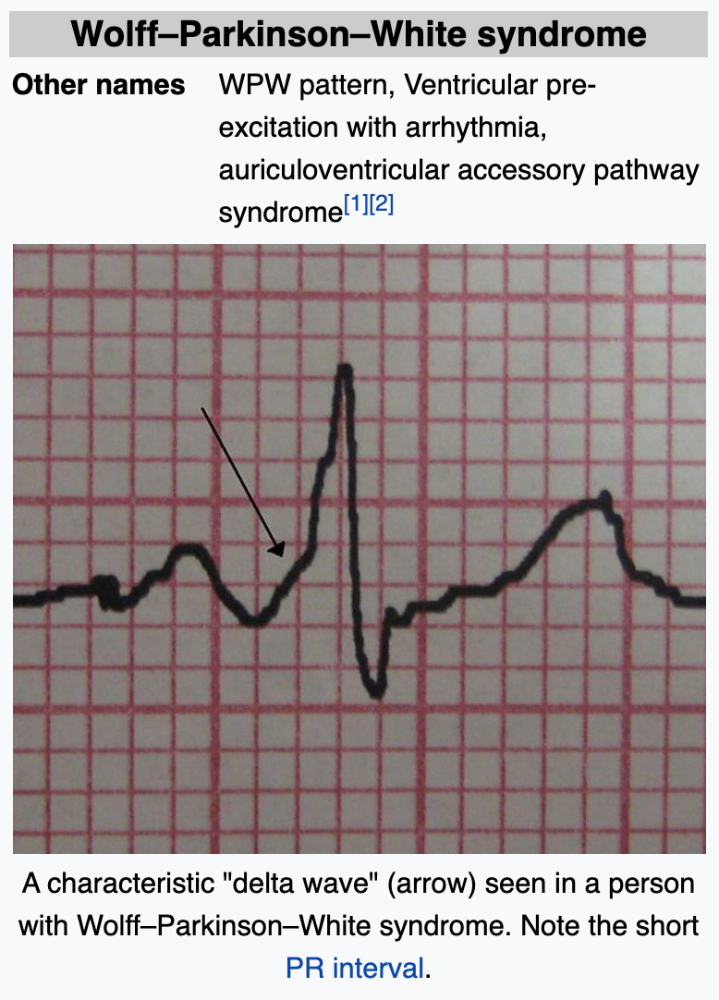 Wolff–Parkinson–White syndrome
Other names
WPW pattern, Ventricular pre-
excitation with arrhythmia,
auriculoventricular accessory pathway
syndrome[1][2]
A characteristic "delta wave" (arrow) seen in a person
with Wolff–Parkinson–White syndrome. Note the short
PR interval.